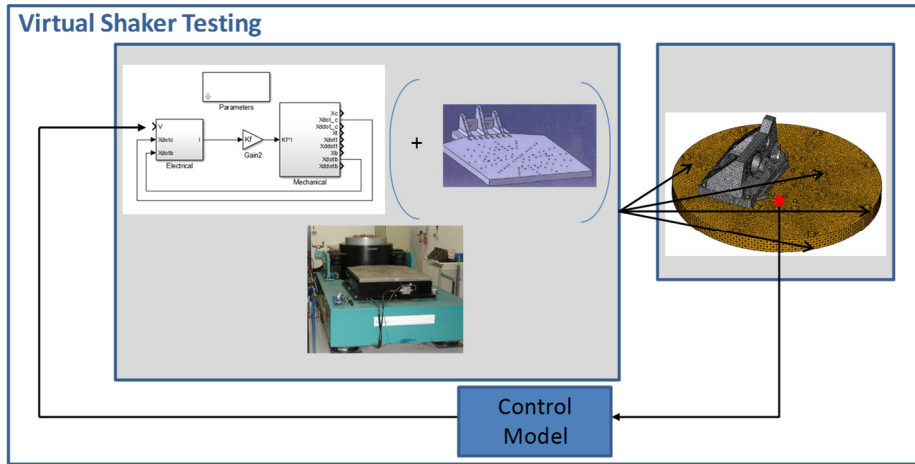 Virtual Shaker Testing
Parameters
V
Xdotc
Xdotb
i
Electrical
Kf
Gain2
Kf*i
Xc
Xdot_c
Xddot_c
Xt
Xdott
Xddott
Xb
Xdotb
Xddotb
Mechanical
+
Control
Model